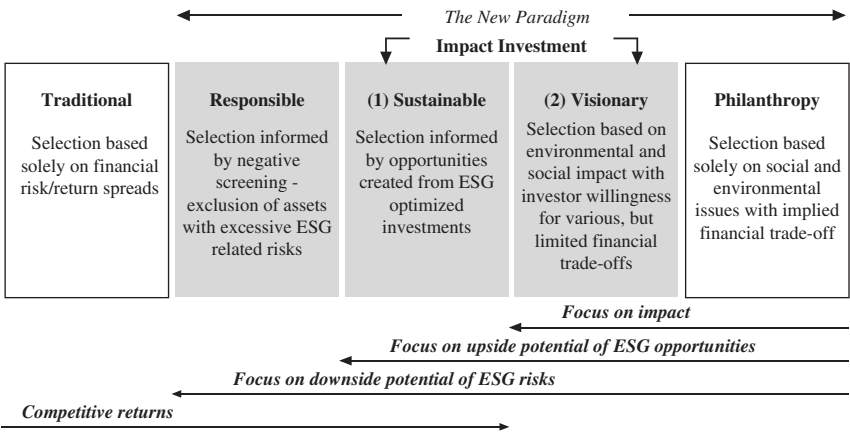 The New Paradigm
Impact Investment
Traditional
Selection based
solely on financial
risk/return spreads
Responsible
Selection informed
by negative
screening -
exclusion of assets
with excessive ESG
related risks
(1) Sustainable
Selection informed
by opportunities
created from ESG
optimized
investments
(2) Visionary
Selection based on
environmental and
social impact with
investor willingness
for various, but
limited financial
trade-offs
Philanthropy
Selection based
solely on social and
environmental
issues with implied
financial trade-off
Focus on impact
Focus on upside potential of ESG opportunities
Focus on downside potential of ESG risks
Competitive returns